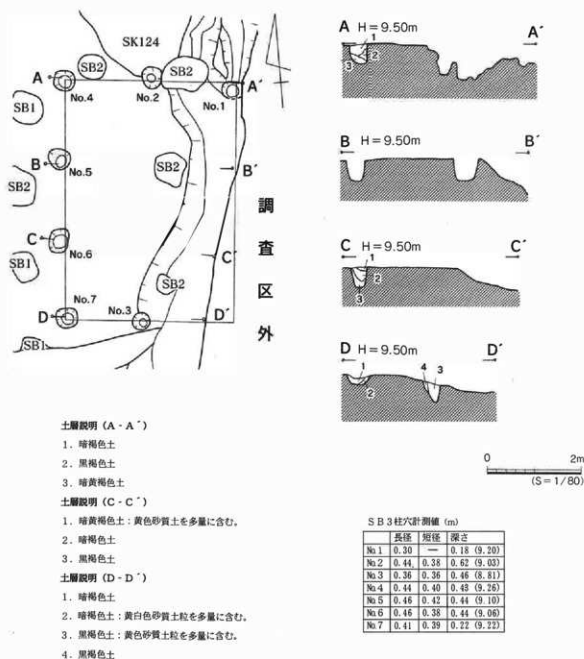 SK124
SB2
SB2
A
A´
No.4
No.2
No.1
SB1
B
No.5
SB2
B´
SB2
C
No.6
C´
SB1
SB2
No.7
No.3
D
D´
SB1
調査区外
A H=9.50m A´
1
2
3
B H=9.50m B´
C H=9.50m C´
1
2
3
D H=9.50m D´
1
2
4 3
0 2m
(S=1/80)
土層説明 (A-A´)
1. 暗褐色土
2. 黒褐色土
3. 暗黄褐色土
土層説明 (C-C´)
1. 暗黄褐色土:黄色砂質土を多量に含む。
2. 暗褐色土
3. 黒褐色土
土層説明 (D-D´)
1. 暗褐色土
2. 暗褐色土:黄白色砂質土粒を多量に含む。
3. 黒褐色土:黄色砂質土粒を多量に含む。
4. 黒褐色土
SB3柱穴計測値 (m)
長径 短径 深さ
No.1 0.30 — 0.18 (9.20)
No.2 0.44, 0.38 0.62 (9.03)
No.3 0.36 0.36 0.46 (8.81)
No.4 0.44 0.40 0.43 (9.26)
No.5 0.46 0.42 0.44 (9.10)
No.6 0.46 0.38 0.44 (9.06)
No.7 0.41 0.39 0.22 (9.22)